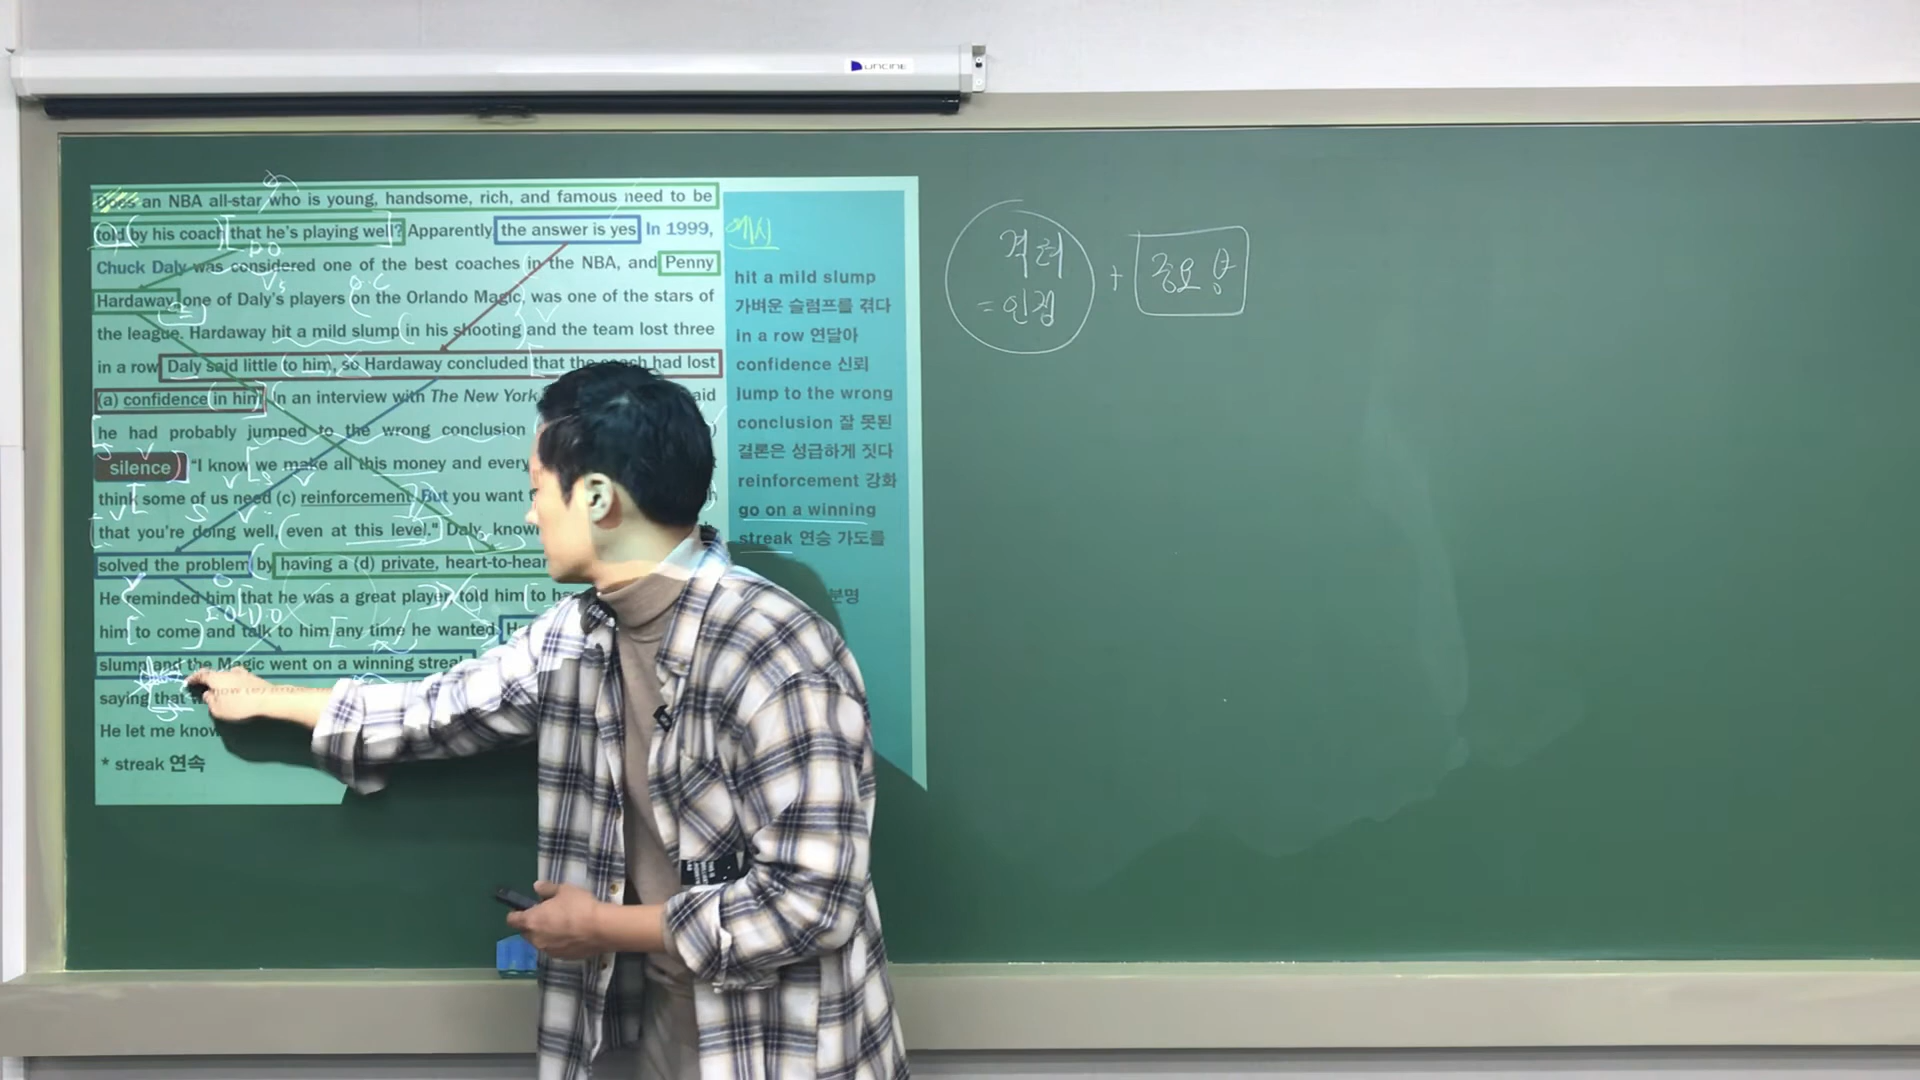 UNCINE
Does an NBA all-star who is young, handsome, rich, and famous need to be
told by his coach that he's playing well? Apparently, the answer is yes In 1999,
Chuck Daly was considered one of the best coaches in the NBA, and Penny
Hardaway, one of Daly's players on the Orlando Magic, was one of the stars of
the league. Hardaway hit a mild slump in his shooting and the team lost three
in a row Daly said little to him, so Hardaway concluded that the coach had lost
(a) confidence in him In an interview with The New York
he had probably jumped to the wrong conclusion
silence "I know we make all this money and every
think some of us need (c) reinforcement. But you want
that you're doing well, even at this level." Daly,
solved the problem by having a (d) private, heart-to-hear
He reminded him that he was a great player, told him to
him to come and talk to him any time he wanted.
slump and the Magic went on a winning strea
saying that
He let me know
* streak 연속
예시
hit a mild slump
가벼운 슬럼프를 겪다
in a row 연달아
confidence 신뢰
jump to the wrong
conclusion 잘 못된
결론은 성급하게 짓다
reinforcement 강화
go on a winning
streak 연승 가도를
분명
격려
= 인정
+ 중요성